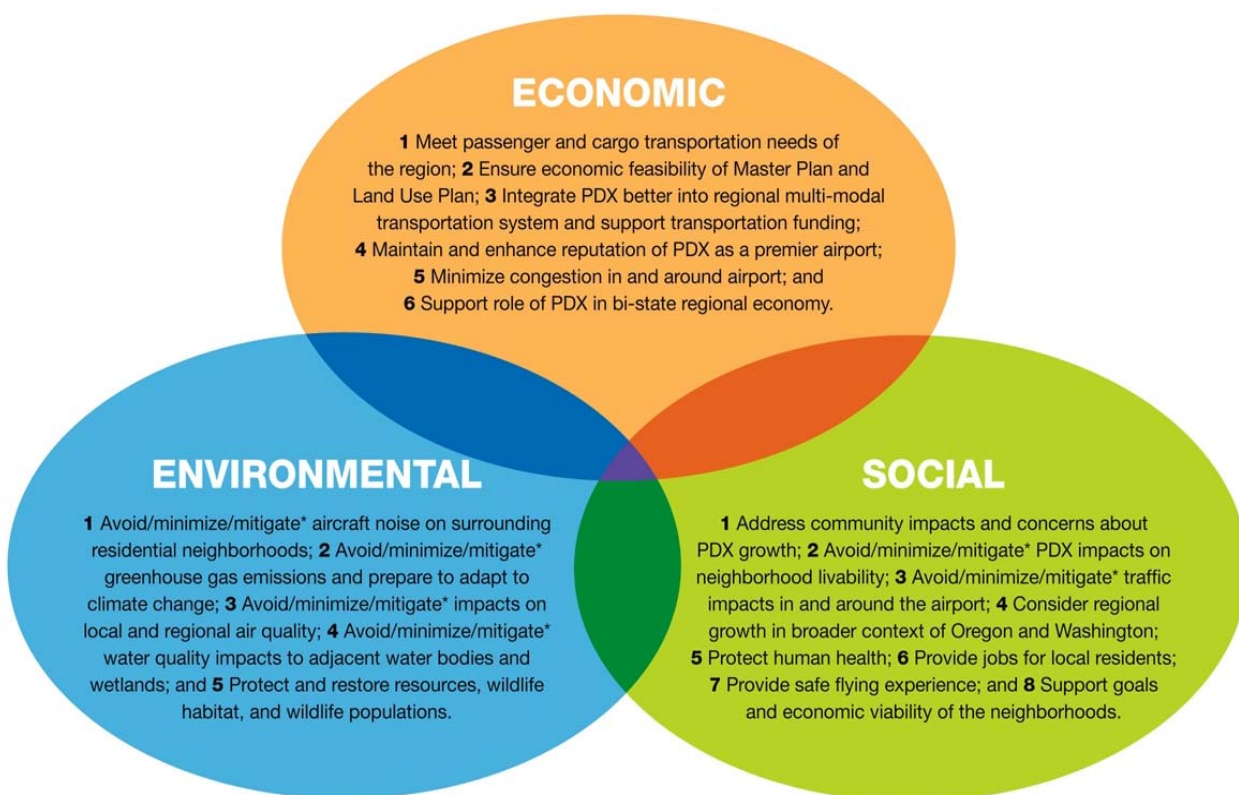 ECONOMIC
1 Meet passenger and cargo transportation needs of
the region; 2 Ensure economic feasibility of Master Plan and
Land Use Plan; 3 Integrate PDX better into regional multi-modal
transportation system and support transportation funding;
4 Maintain and enhance reputation of PDX as a premier airport;
5 Minimize congestion in and around airport; and
6 Support role of PDX in bi-state regional economy.
ENVIRONMENTAL
1 Avoid/minimize/mitigate* aircraft noise on surrounding
residential neighborhoods; 2 Avoid/minimize/mitigate*
greenhouse gas emissions and prepare to adapt to
climate change; 3 Avoid/minimize/mitigate* impacts on
local and regional air quality; 4 Avoid/minimize/mitigate*
water quality impacts to adjacent water bodies and
wetlands; and 5 Protect and restore resources, wildlife
habitat, and wildlife populations.
SOCIAL
1 Address community impacts and concerns about
PDX growth; 2 Avoid/minimize/mitigate* PDX impacts on
neighborhood livability; 3 Avoid/minimize/mitigate* traffic
impacts in and around the airport; 4 Consider regional
growth in broader context of Oregon and Washington;
5 Protect human health; 6 Provide jobs for local residents;
7 Provide safe flying experience; and 8 Support goals
and economic viability of the neighborhoods.